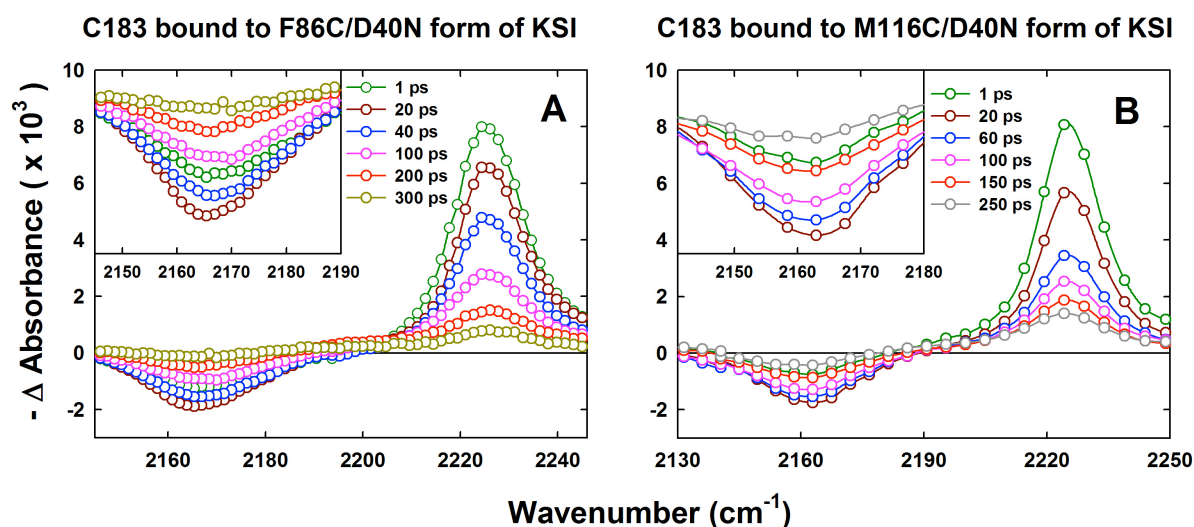 C183 bound to F86C/D40N form of KSI
C183 bound to M116C/D40N form of KSI
- Δ Absorbance ( x 10³)
10
8
6
4
2
0
-2
2150 2160 2170 2180 2190
1 ps
20 ps
40 ps
100 ps
200 ps
300 ps
A
2160 2180 2200 2220 2240
10
8
6
4
2
0
-2
2150 2160 2170 2180
1 ps
20 ps
60 ps
100 ps
150 ps
250 ps
B
2130 2160 2190 2220 2250
Wavenumber (cm⁻¹)